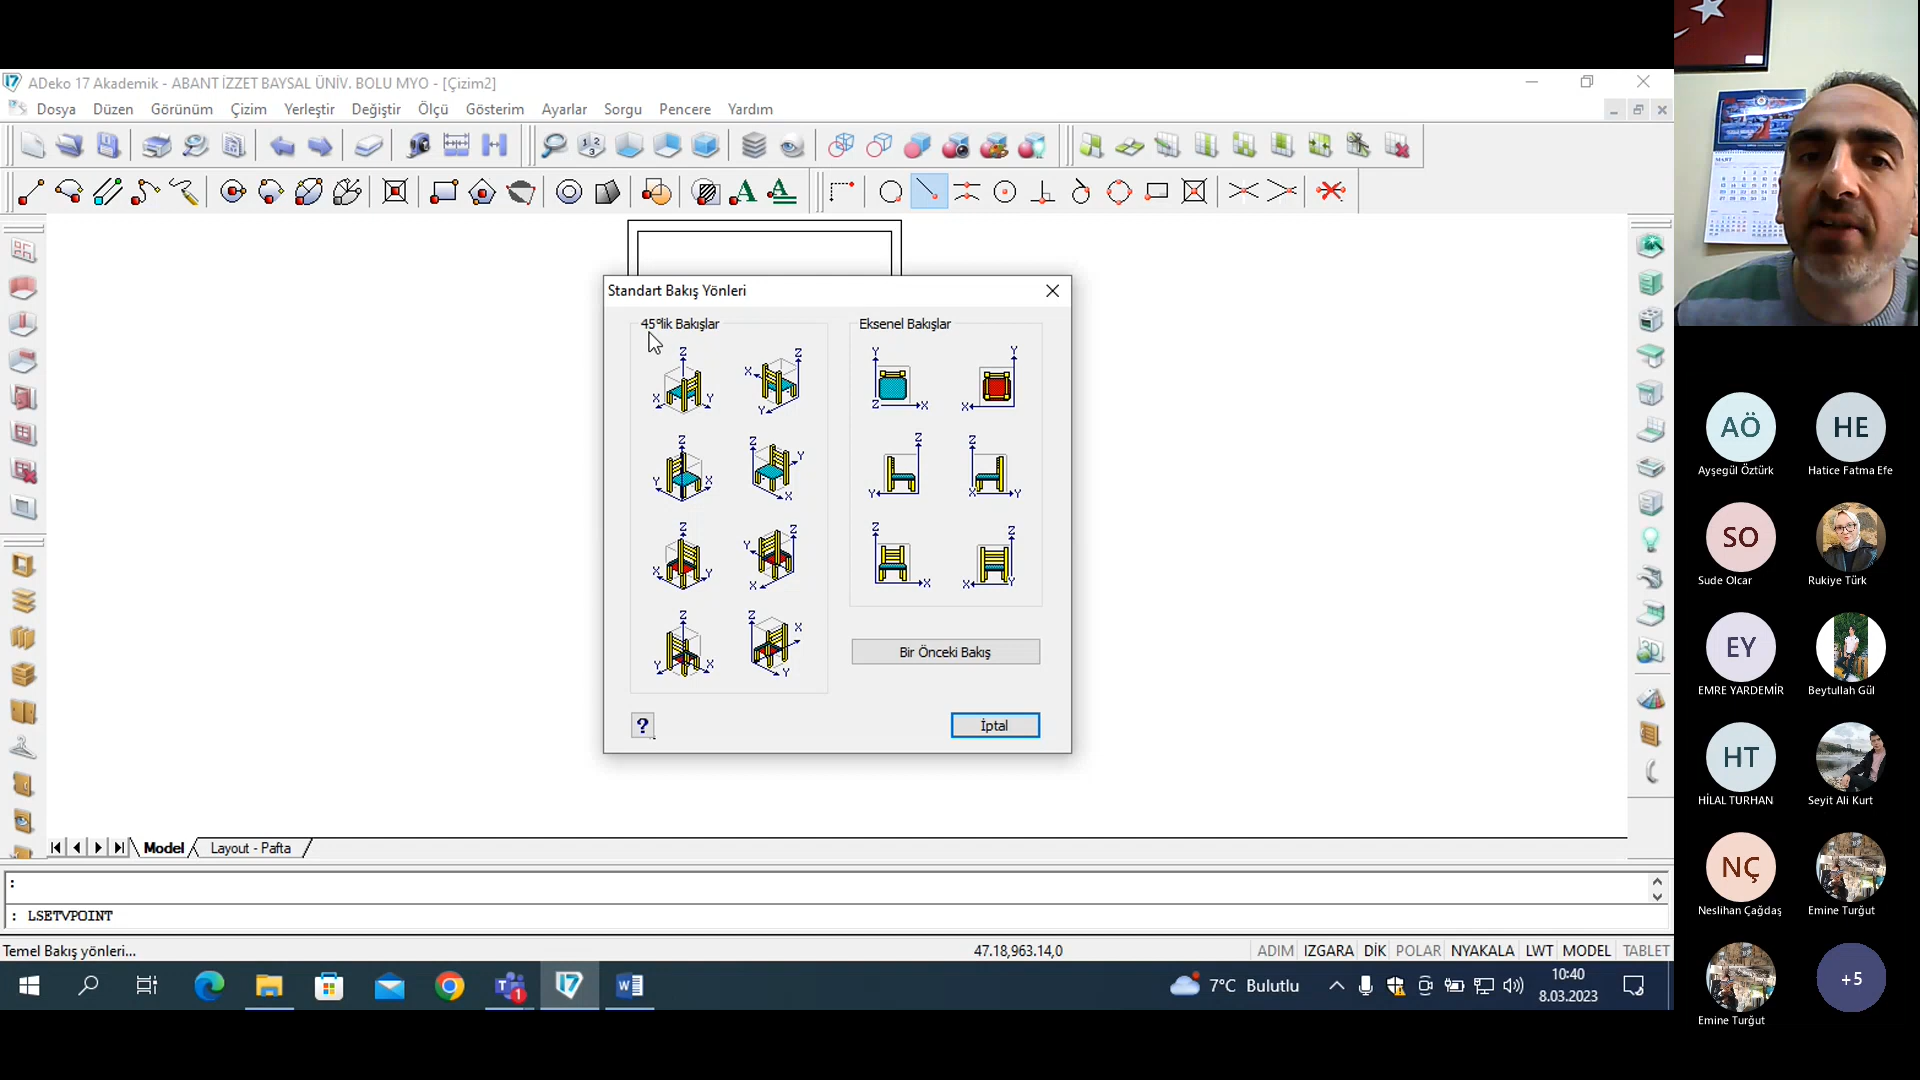 ADeko 17 Akademik - ABANT İZZET BAYSAL ÜNİV. BOLU MYO - [Çizim2]
Dosya Düzen Görünüm Çizim Yerleştir Değiştir Ölçü Gösterim Ayarlar Sorgu Pencere Yardım
Standart Bakış Yönleri
45°lik Bakışlar
Eksenel Bakışlar
Bir Önceki Bakış
İptal
Model
Layout - Pafta
:
: LSETVPOINT
Temel Bakış yönleri...
47.18,963.14,0
ADIM IZGARA DİK POLAR NYAKALA LWT MODEL TABLET
7°C Bulutlu
10:40
8.03.2023
AÖ
Ayşegül Öztürk
HE
Hatice Fatma Efe
SO
Sude Olcar
Rukiye Türk
EY
EMRE YARDEMİR
Beytullah Gül
HT
HİLAL TURHAN
Seyit Ali Kurt
NÇ
Neslihan Çağdaş
Emine Turğut
Emine Turğut
+5